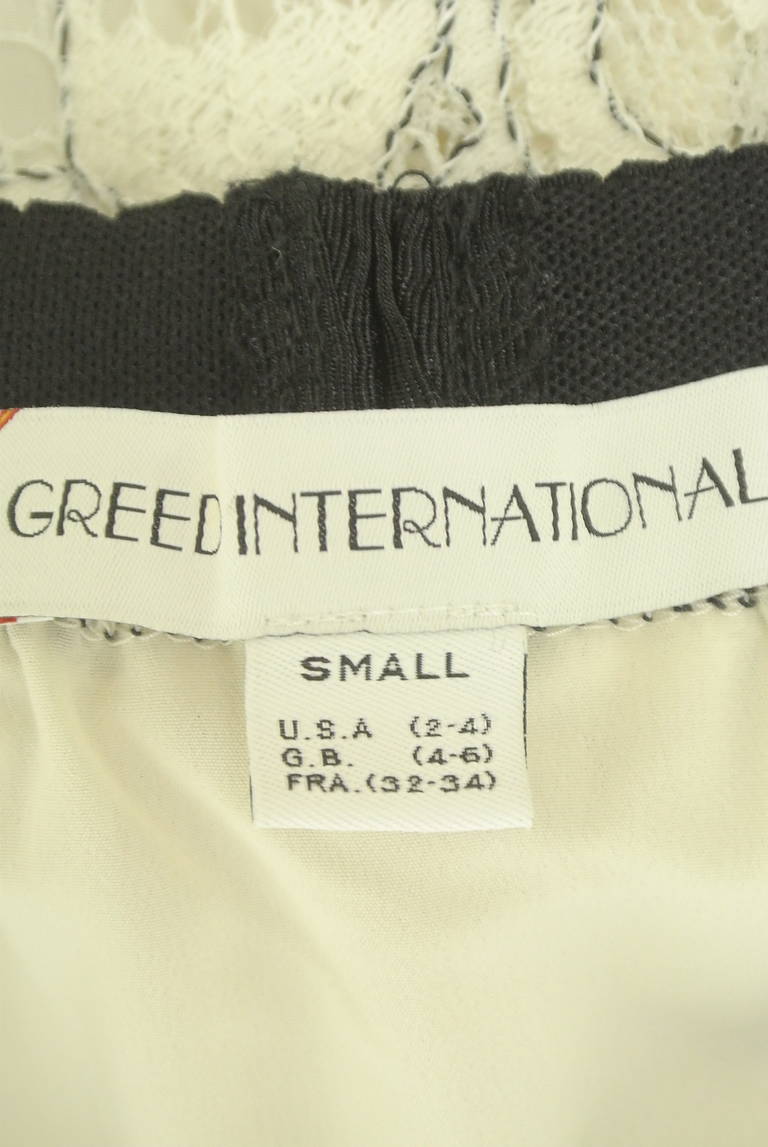 GREED INTERNATIONAL
SMALL
U.S.A (2-4)
G.B. (4-6)
FRA.(32-34)